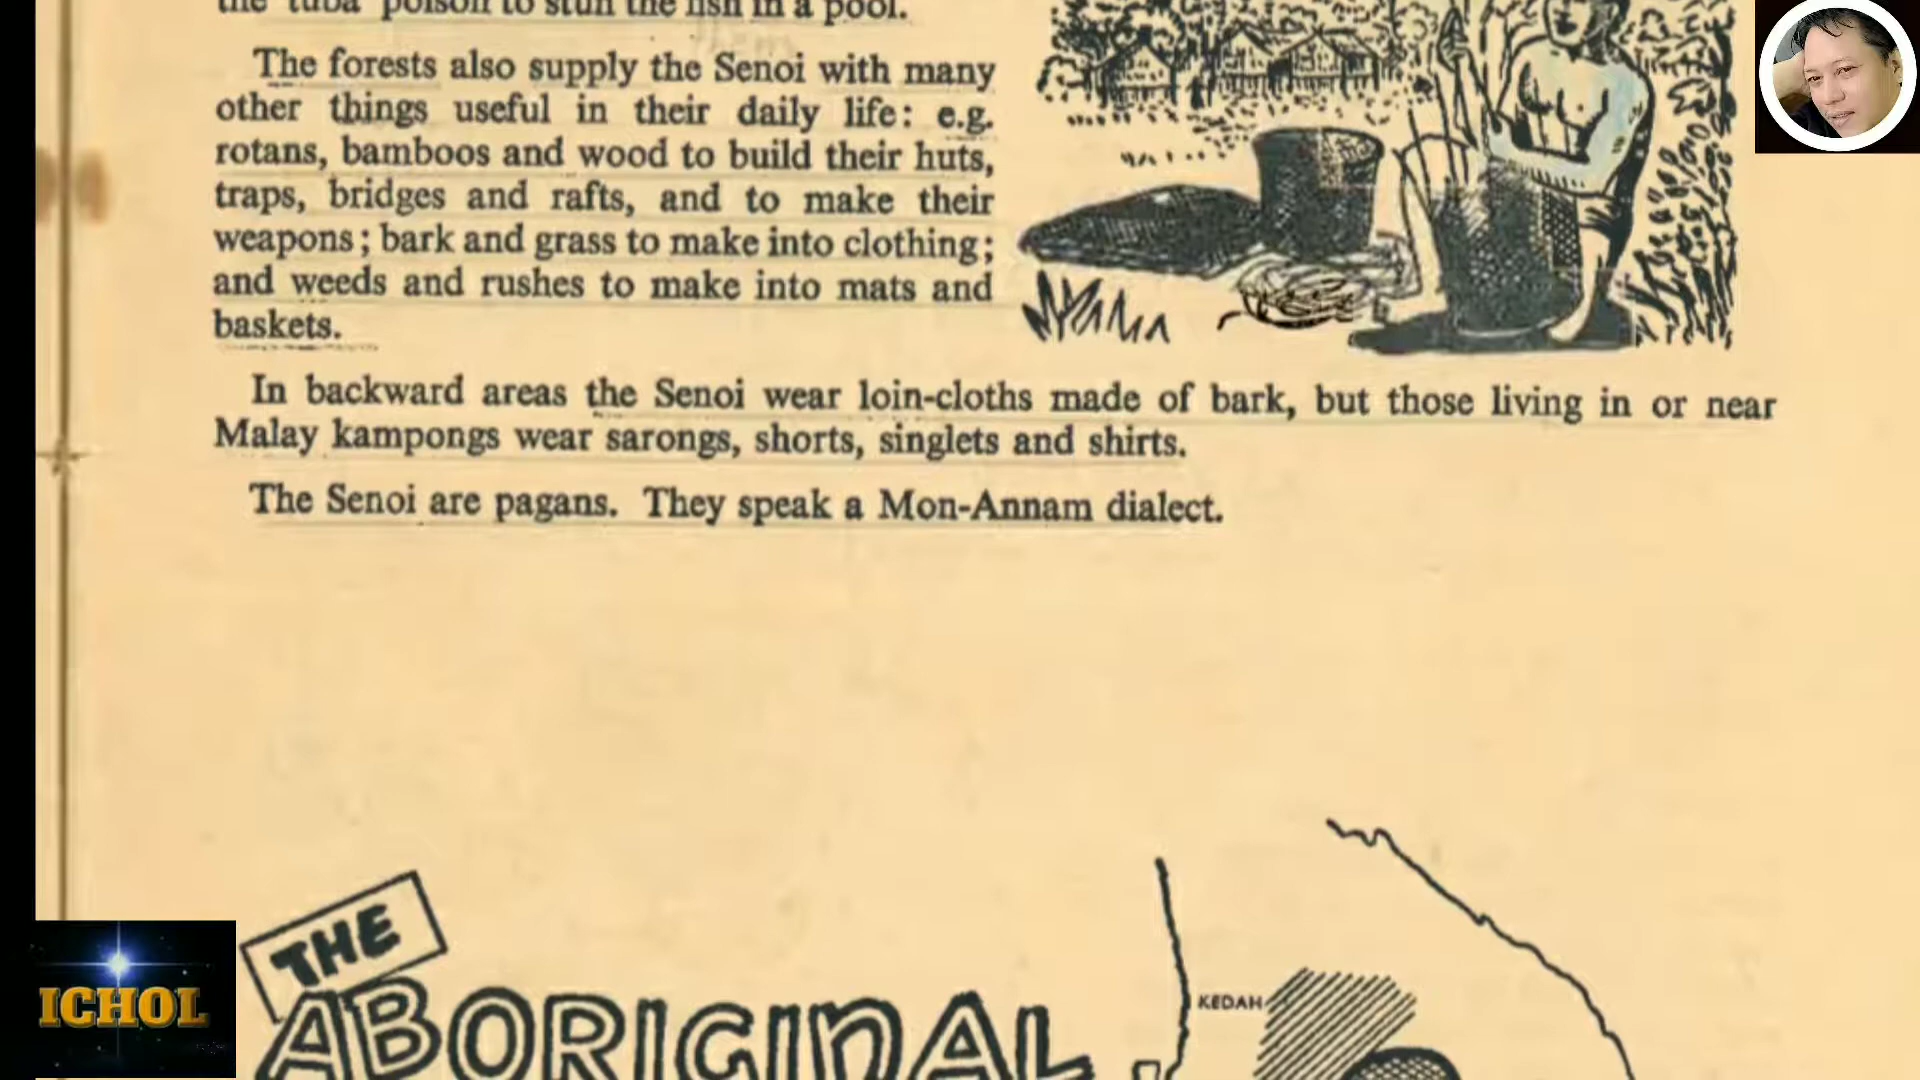 the 'tuba' poison to stun the fish in a pool.
The forests also supply the Senoi with many
other things useful in their daily life: e.g.
rotans, bamboos and wood to build their huts,
traps, bridges and rafts, and to make their
weapons; bark and grass to make into clothing;
and weeds and rushes to make into mats and
baskets.
In backward areas the Senoi wear loin-cloths made of bark, but those living in or near
Malay kampongs wear sarongs, shorts, singlets and shirts.
The Senoi are pagans. They speak a Mon-Annam dialect.
THE
ABORIGINAL
KEDAH
ICHOL